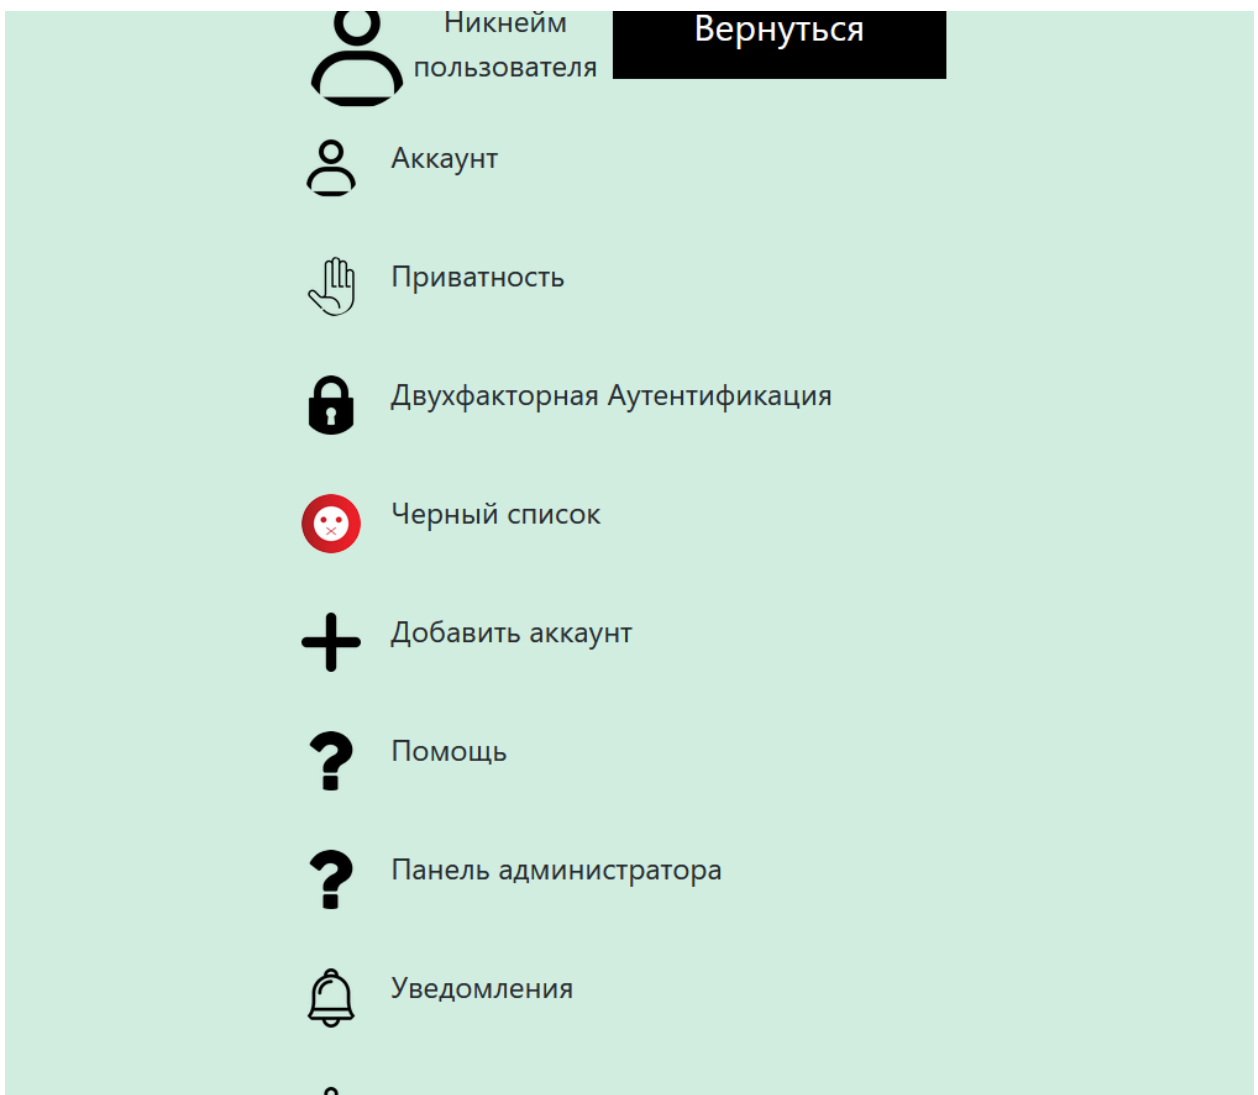 Никнейм
пользователя
Вернуться
Аккаунт
Приватность
Двухфакторная Аутентификация
Черный список
Добавить аккаунт
Помощь
Панель администратора
Уведомления